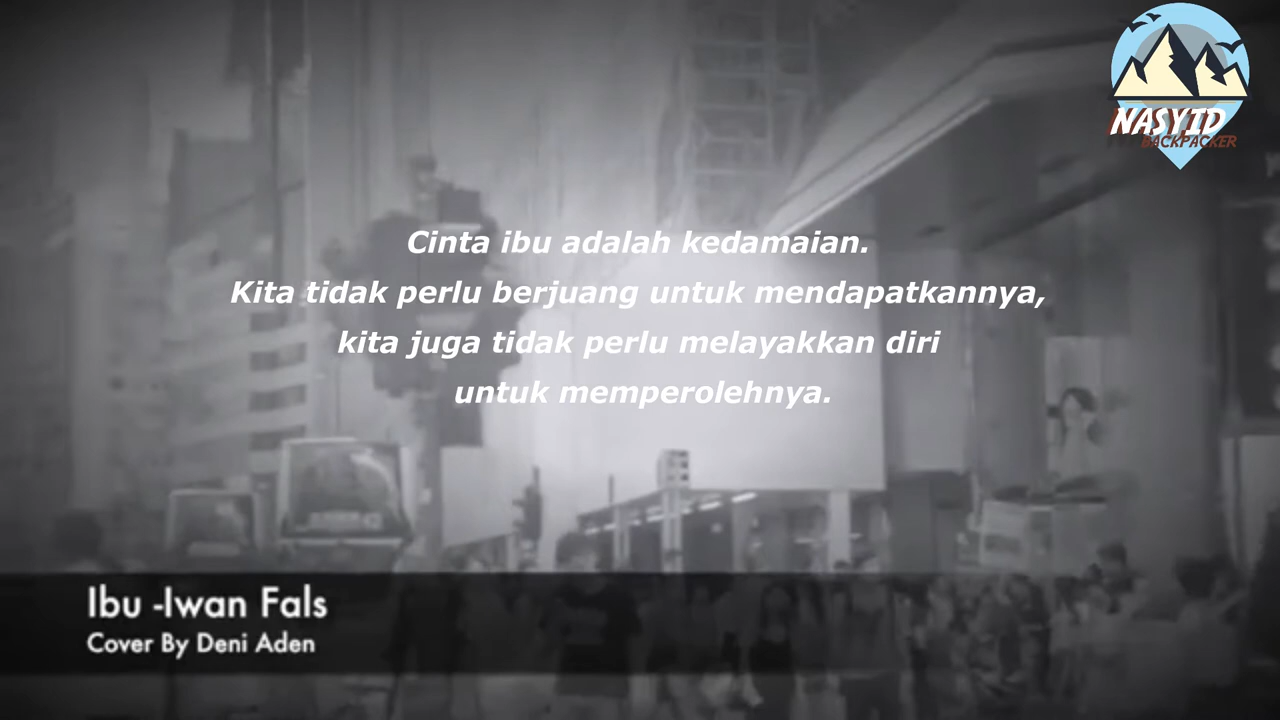 NASYID
BACKPACKER
Cinta ibu adalah kedamaian.
Kita tidak perlu berjuang untuk mendapatkannya,
kita juga tidak perlu melayakkan diri
untuk memperolehnya.
Ibu -Iwan Fals
Cover By Deni Aden